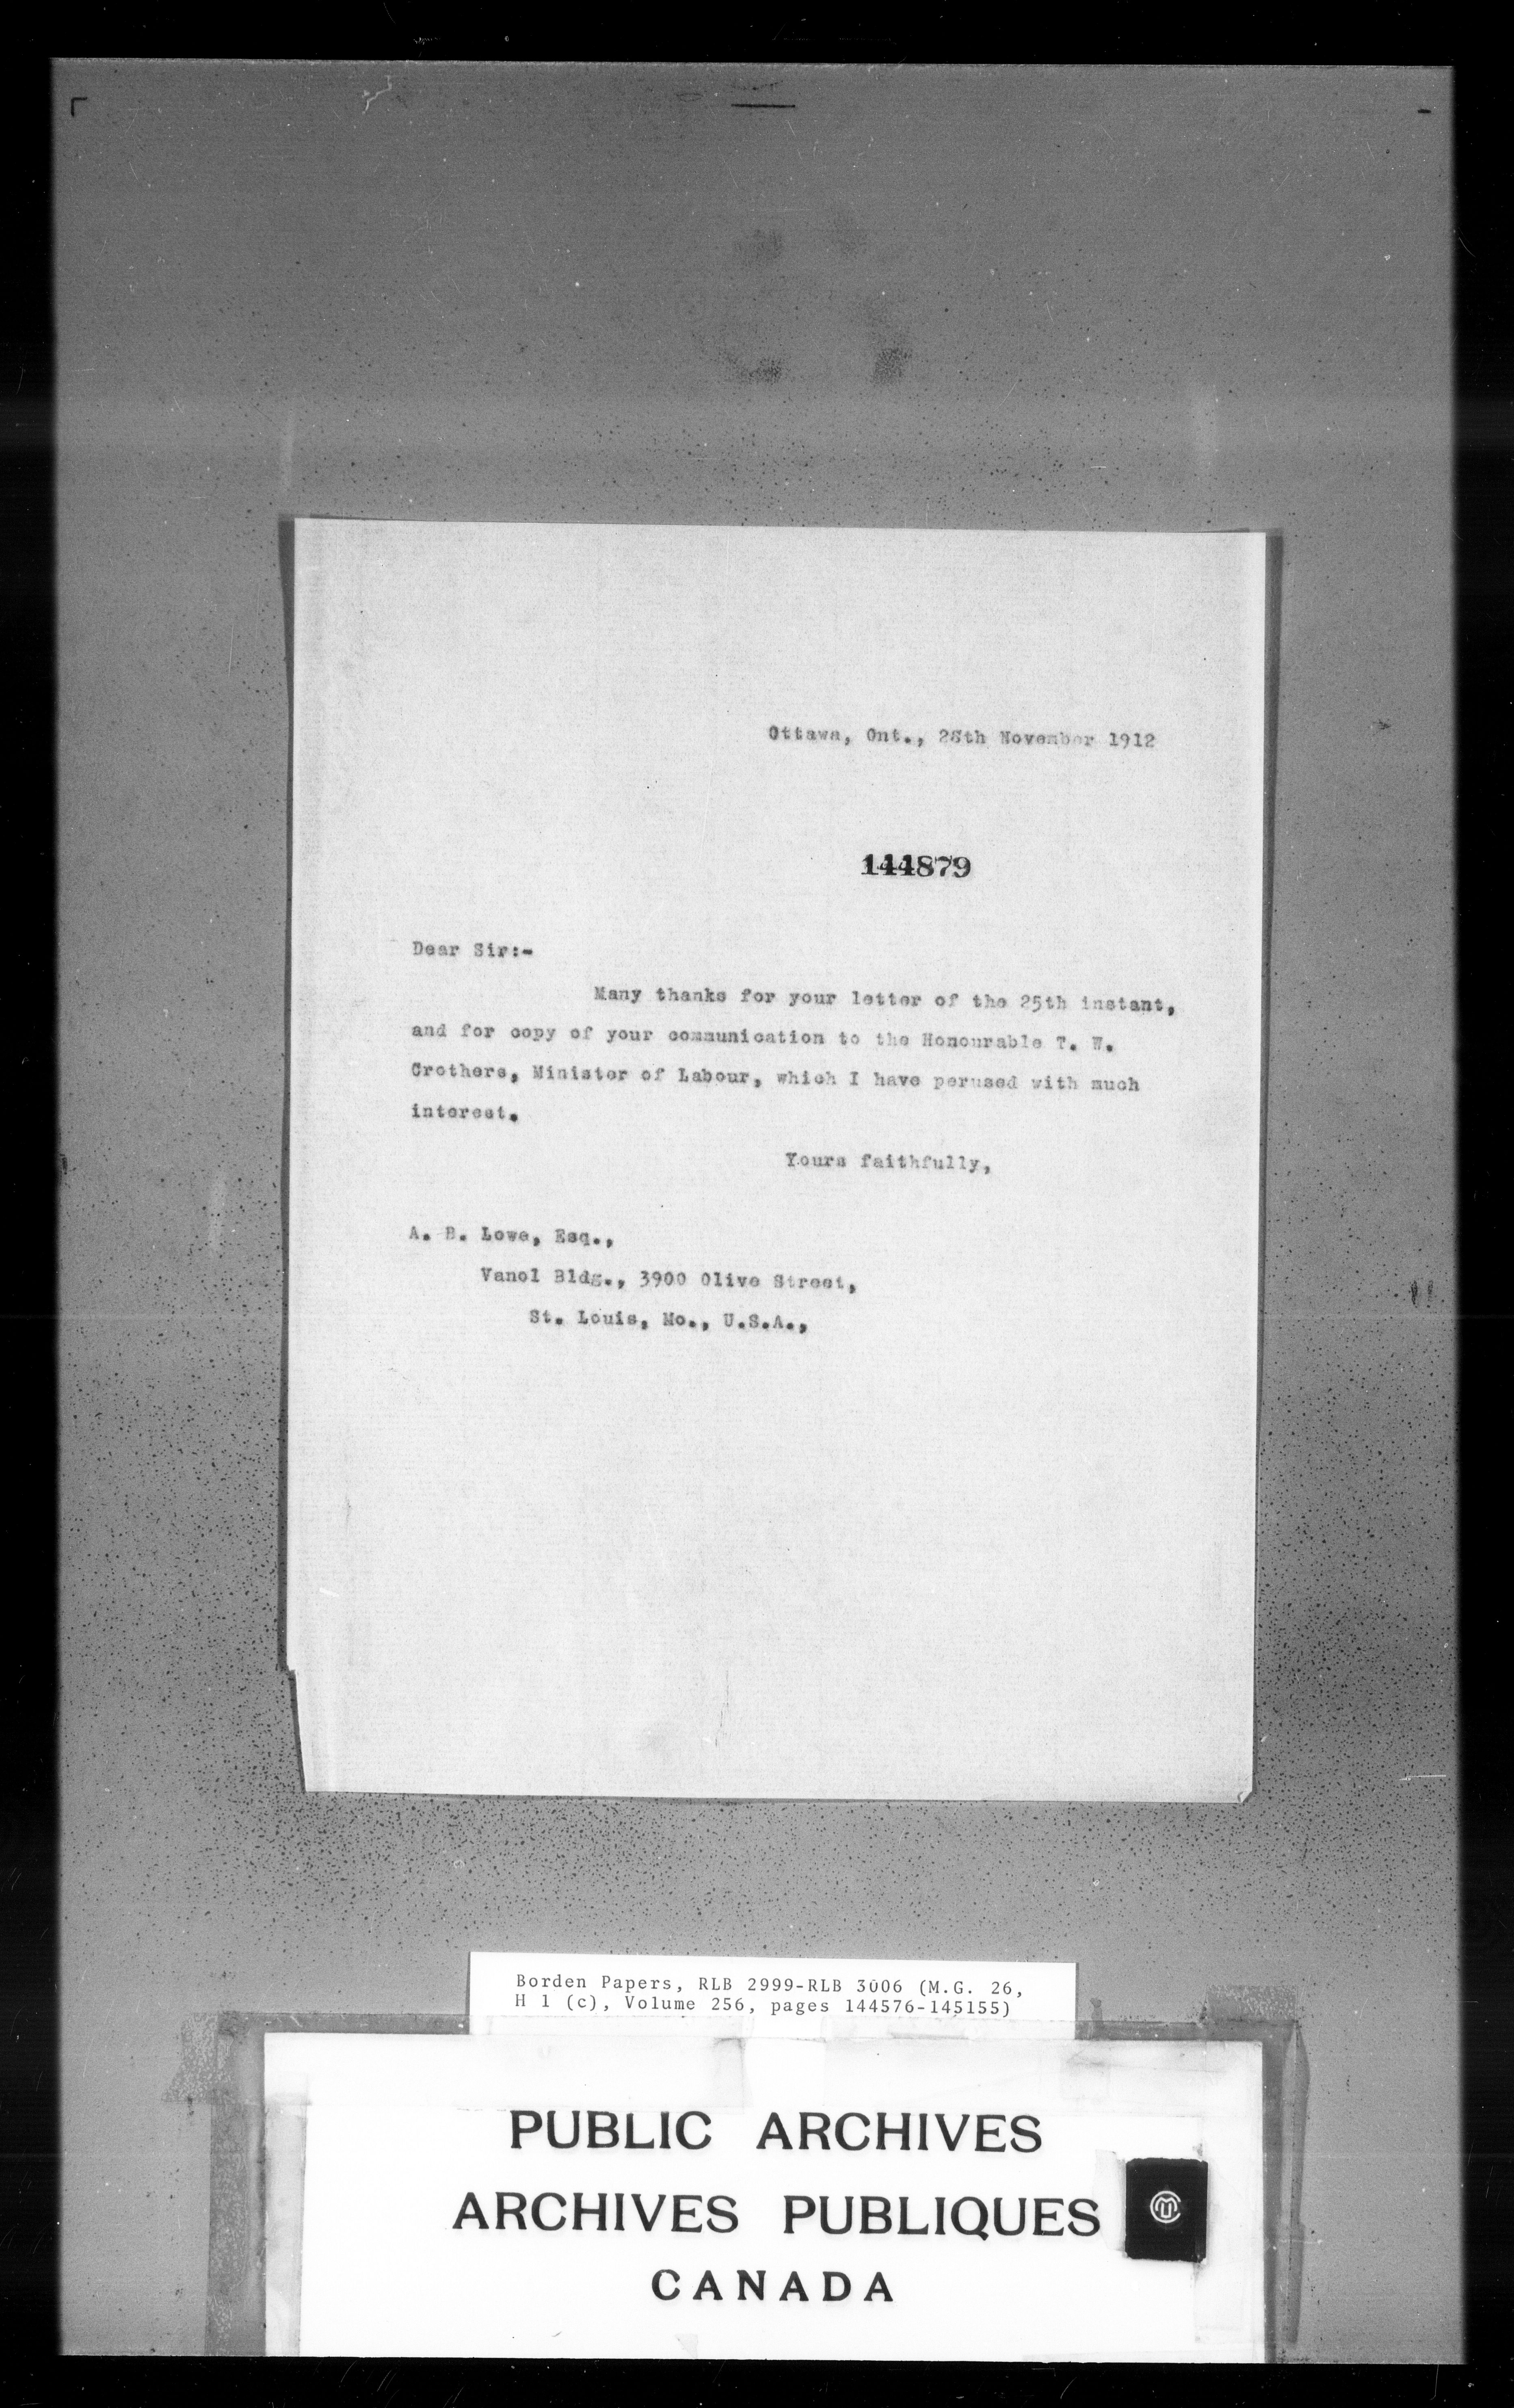 Ottawa, Ont., 28th November 1912
144879
Dear Sir:-
Many thanks for your letter of the 25th instant,
and for copy of your communication to the Honourable T. W.
Crothers, Minister of Labour, which I have perused with much
interest.
Yours faithfully,
A. B. Lowe, Esq.,
Vanol Bldg., 3900 Olive Street,
St. Louis, Mo., U.S.A.,
Borden Papers, RLB 2999-RLB 3006 (M.G. 26,
H 1 (c), Volume 256, pages 144576-145155)
PUBLIC ARCHIVES
ARCHIVES PUBLIQUES
CANADA